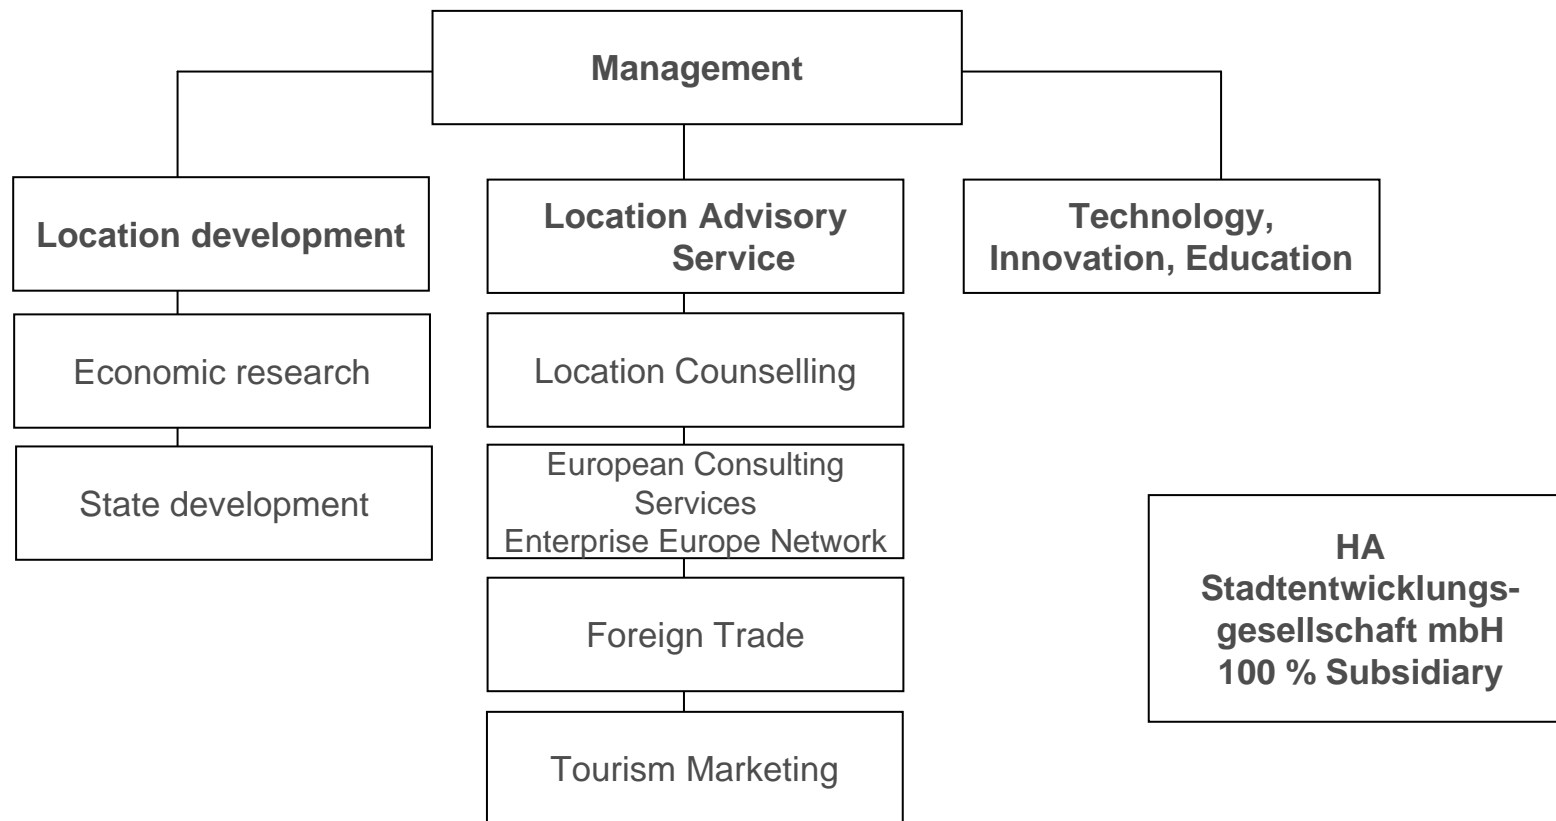 Management
Location development
Location Advisory
Service
Technology,
Innovation, Education
Economic research
Location Counselling
State development
European Consulting
Services
Enterprise Europe Network
Foreign Trade
Tourism Marketing
HA
Stadtentwicklungs-
gesellschaft mbH
100 % Subsidiary